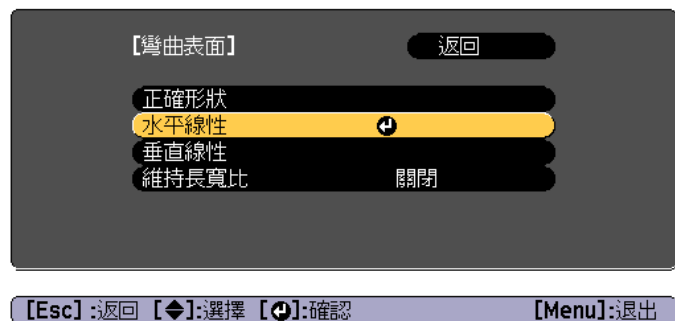 【彎曲表面】 返回
正確形狀
水平線性
垂直線性
維持長寬比 關閉
[Esc] :返回 [◆]:選擇 [⏎]:確認 [Menu]:退出